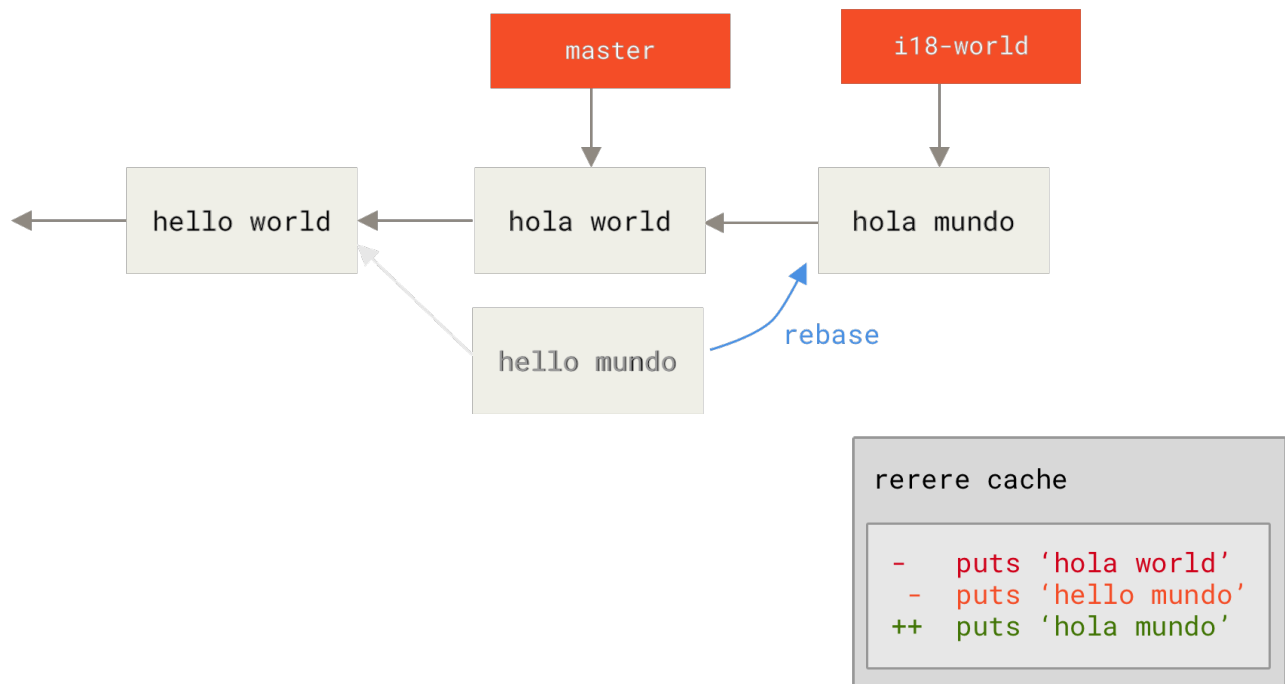 master
i18-world
hello world
hola world
hola mundo
hello mundo
rebase
rerere cache
-   puts ‘hola world’
 -  puts ‘hello mundo’
++  puts ‘hola mundo’